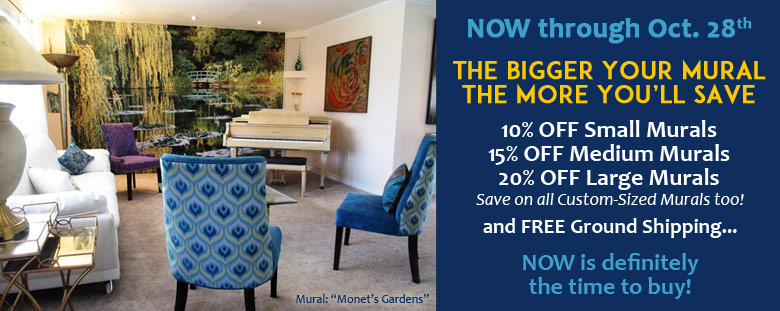 NOW through Oct. 28th
THE BIGGER YOUR MURAL
THE MORE YOU'LL SAVE
10% OFF Small Murals
15% OFF Medium Murals
20% OFF Large Murals
Save on all Custom-Sized Murals too!
and FREE Ground Shipping...
NOW is definitely
the time to buy!
Mural: “Monet's Gardens”